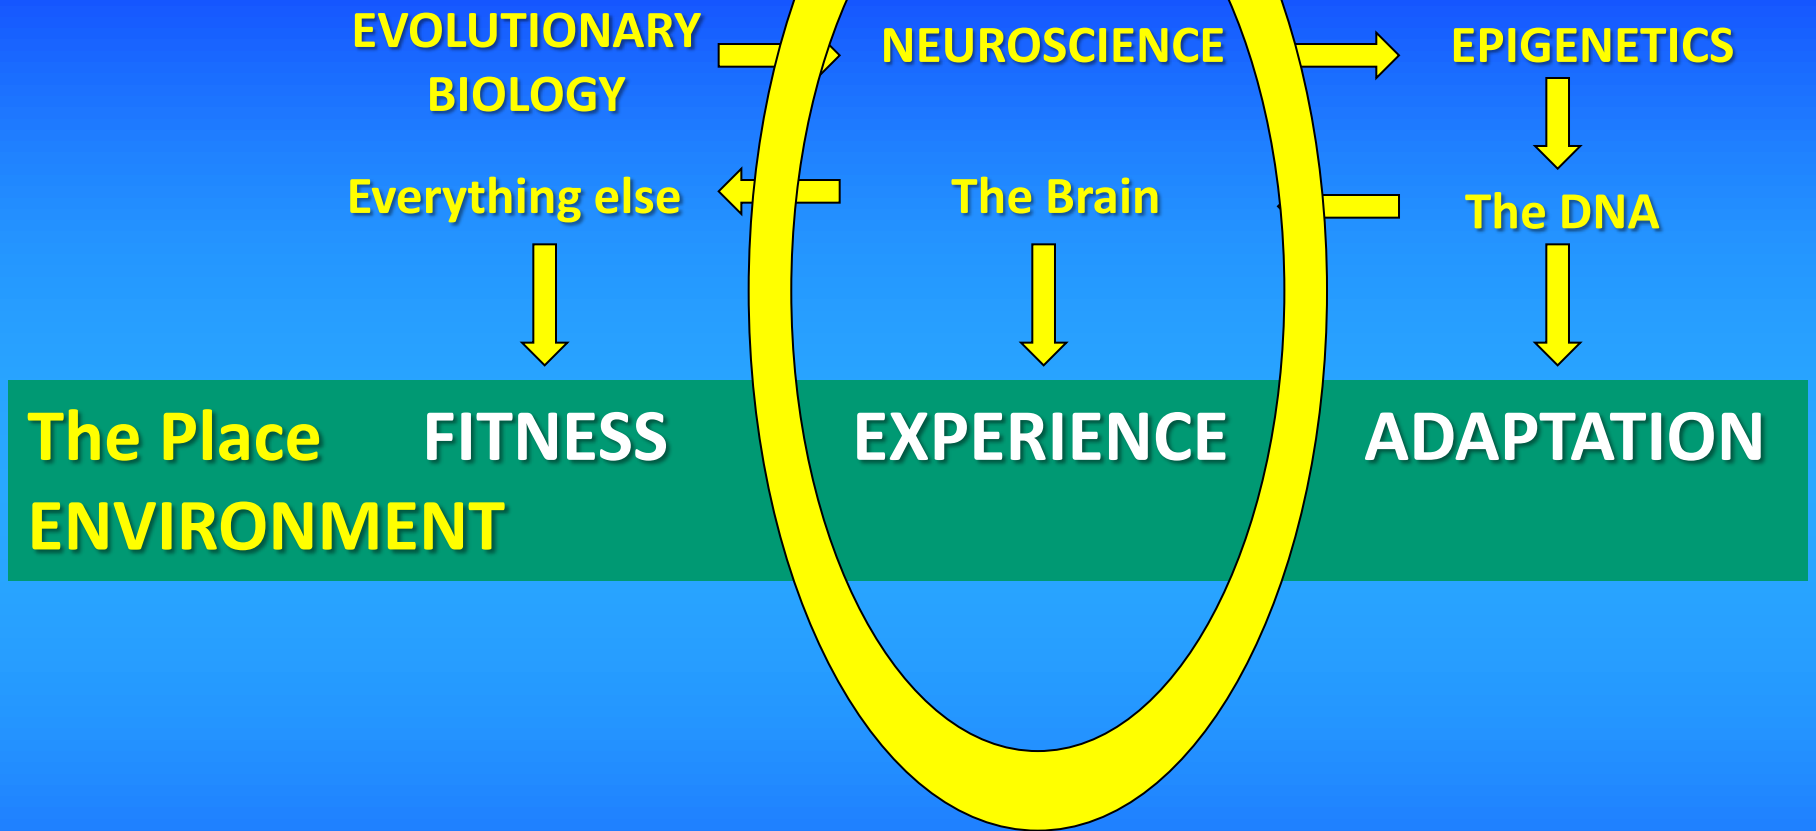 EVOLUTIONARY
BIOLOGY
NEUROSCIENCE
EPIGENETICS
Everything else
The Brain
The DNA
The Place FITNESS EXPERIENCE ADAPTATION
ENVIRONMENT